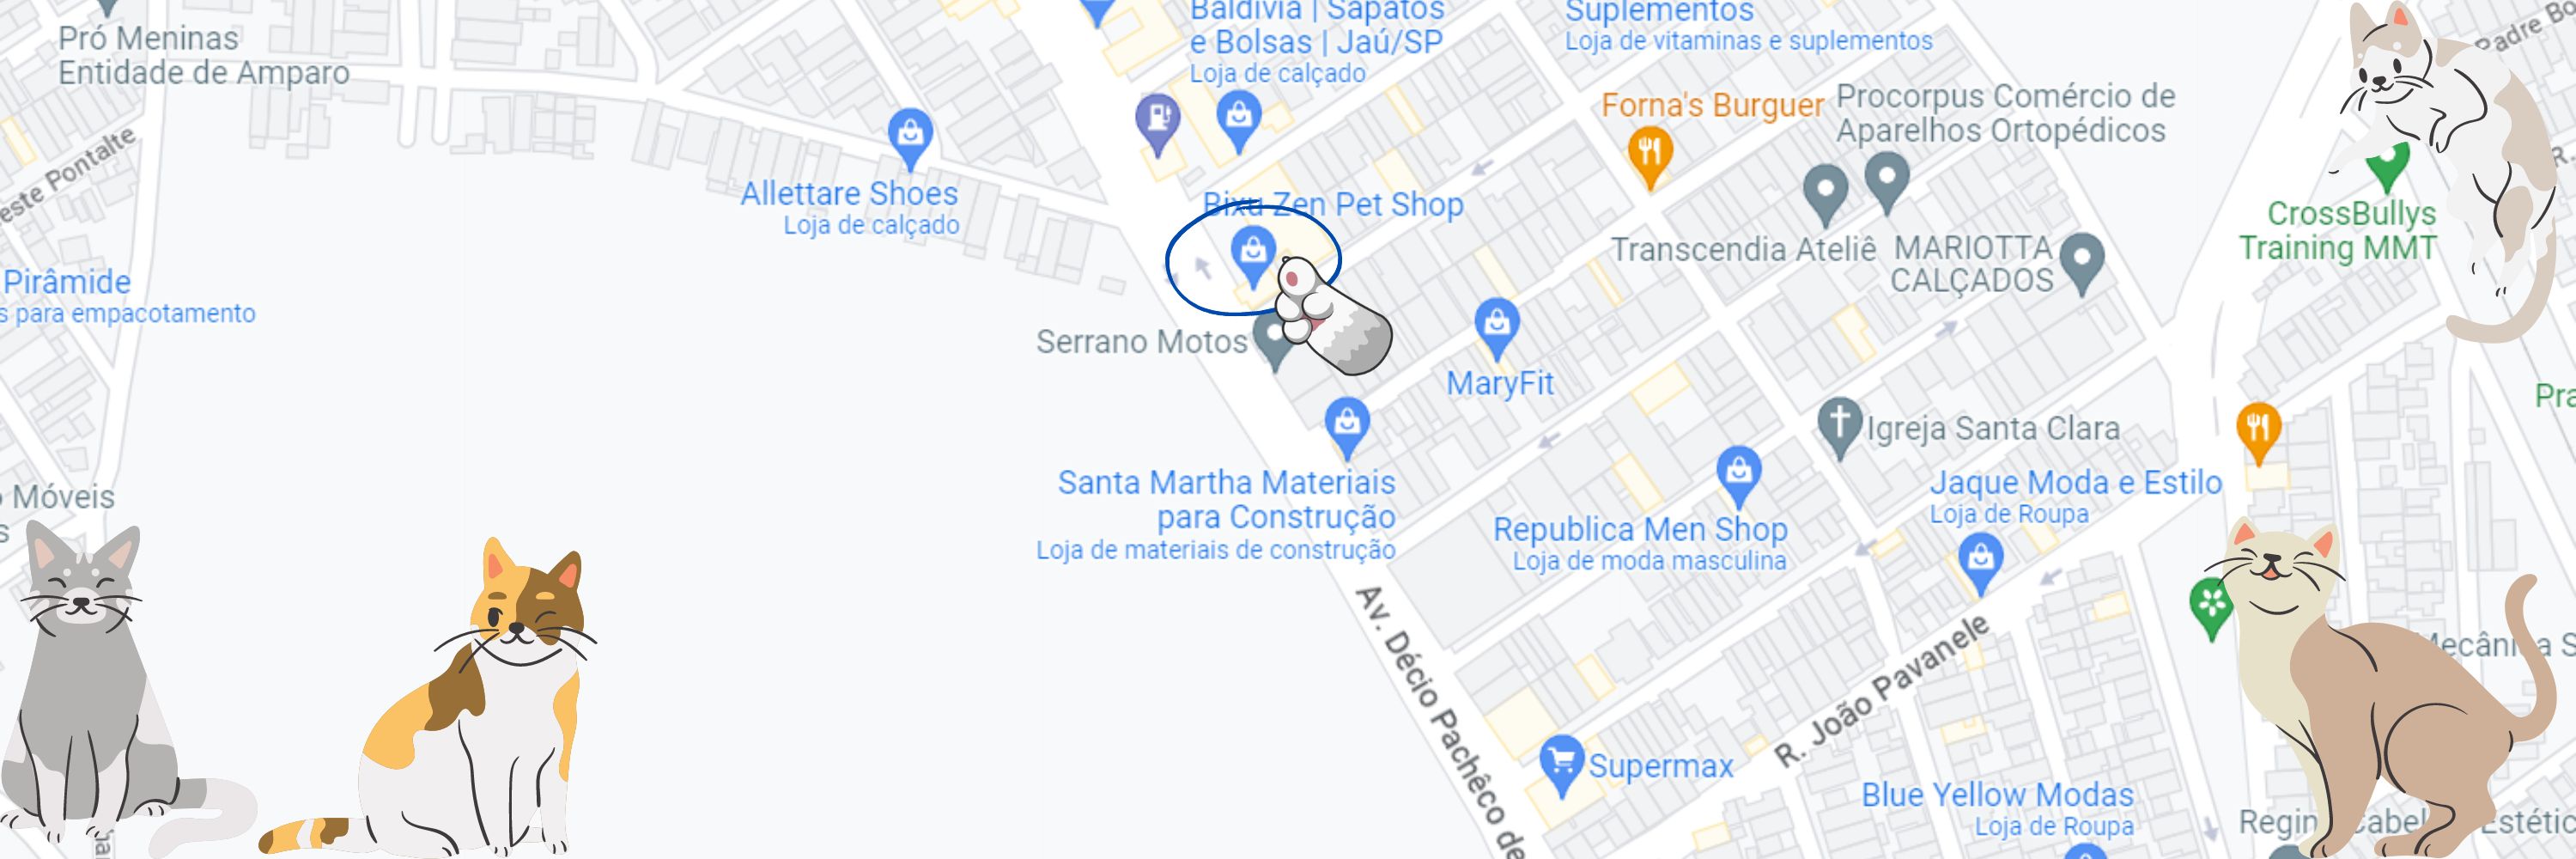 Pró Meninas
Entidade de Amparo
Baldivia | Sapatos
e Bolsas | Jaú/SP
Loja de calçado
Suplementos
Loja de vitaminas e suplementos
Padre Bo
este Pontalte
Forna's Burguer
Procorpus Comércio de
Aparelhos Ortopédicos
R.
Allettare Shoes
Loja de calçado
Bixu Zen Pet Shop
Transcendia Ateliê
MARIOTTA
CALÇADOS
CrossBullys
Training MMT
Pirâmide
s para empacotamento
Serrano Motos
MaryFit
Pra
Igreja Santa Clara
Móveis
s
Santa Martha Materiais
para Construção
Loja de materiais de construção
Republica Men Shop
Loja de moda masculina
Jaque Moda e Estilo
Loja de Roupa
Av. Décio Pachêco de
R. João Pavanele
Mecânica S
Supermax
Blue Yellow Modas
Loja de Roupa
Regin
Cabel
Estétic